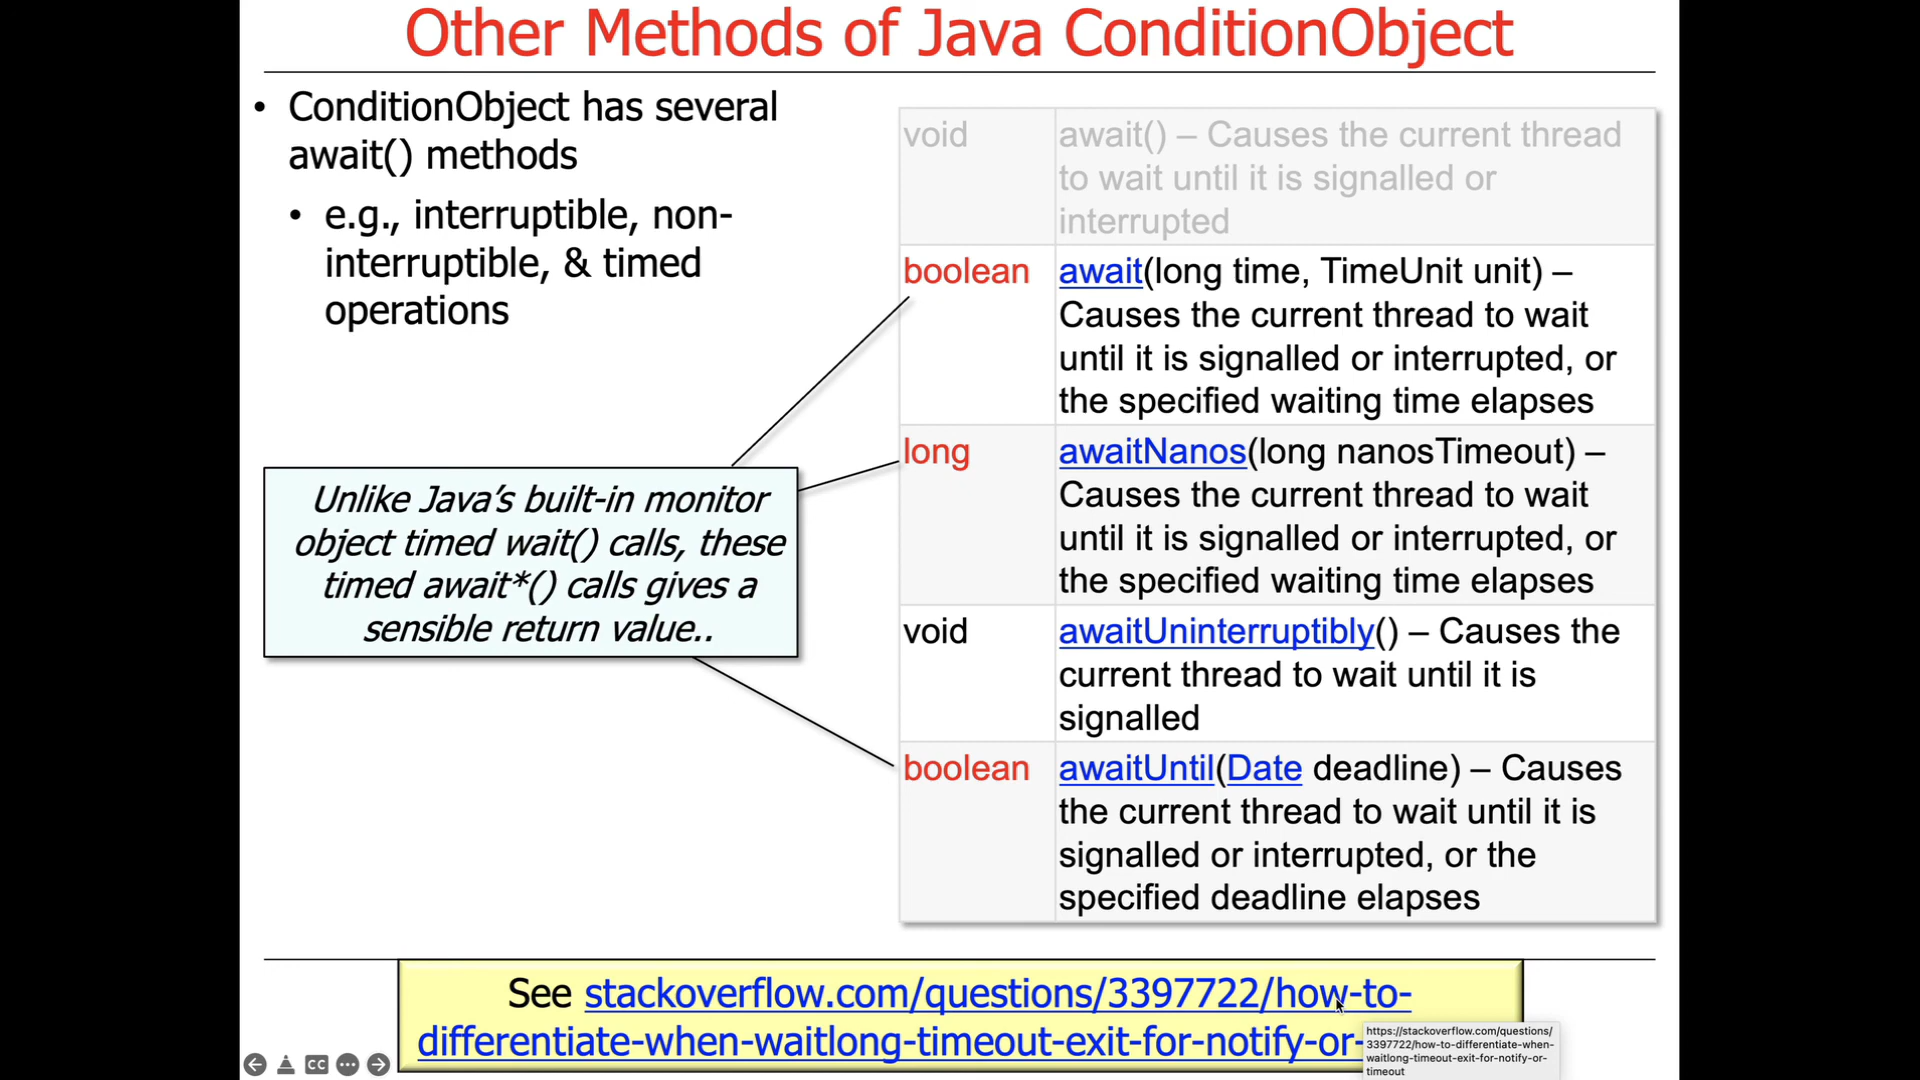 Other Methods of Java ConditionObject
• ConditionObject has several
await() methods
• e.g., interruptible, non-
interruptible, & timed
operations
Unlike Java’s built-in monitor
object timed wait() calls, these
timed await*() calls gives a
sensible return value..
void
await() – Causes the current thread
to wait until it is signalled or
interrupted
boolean
await(long time, TimeUnit unit) –
Causes the current thread to wait
until it is signalled or interrupted, or
the specified waiting time elapses
long
awaitNanos(long nanosTimeout) –
Causes the current thread to wait
until it is signalled or interrupted, or
the specified waiting time elapses
void
awaitUninterruptibly() – Causes the
current thread to wait until it is
signalled
boolean
awaitUntil(Date deadline) – Causes
the current thread to wait until it is
signalled or interrupted, or the
specified deadline elapses
See stackoverflow.com/questions/3397722/how-to-
differentiate-when-waitlong-timeout-exit-for-notify-or-
https://stackoverflow.com/questions/
3397722/how-to-differentiate-when-
waitlong-timeout-exit-for-notify-or-
timeout
CC